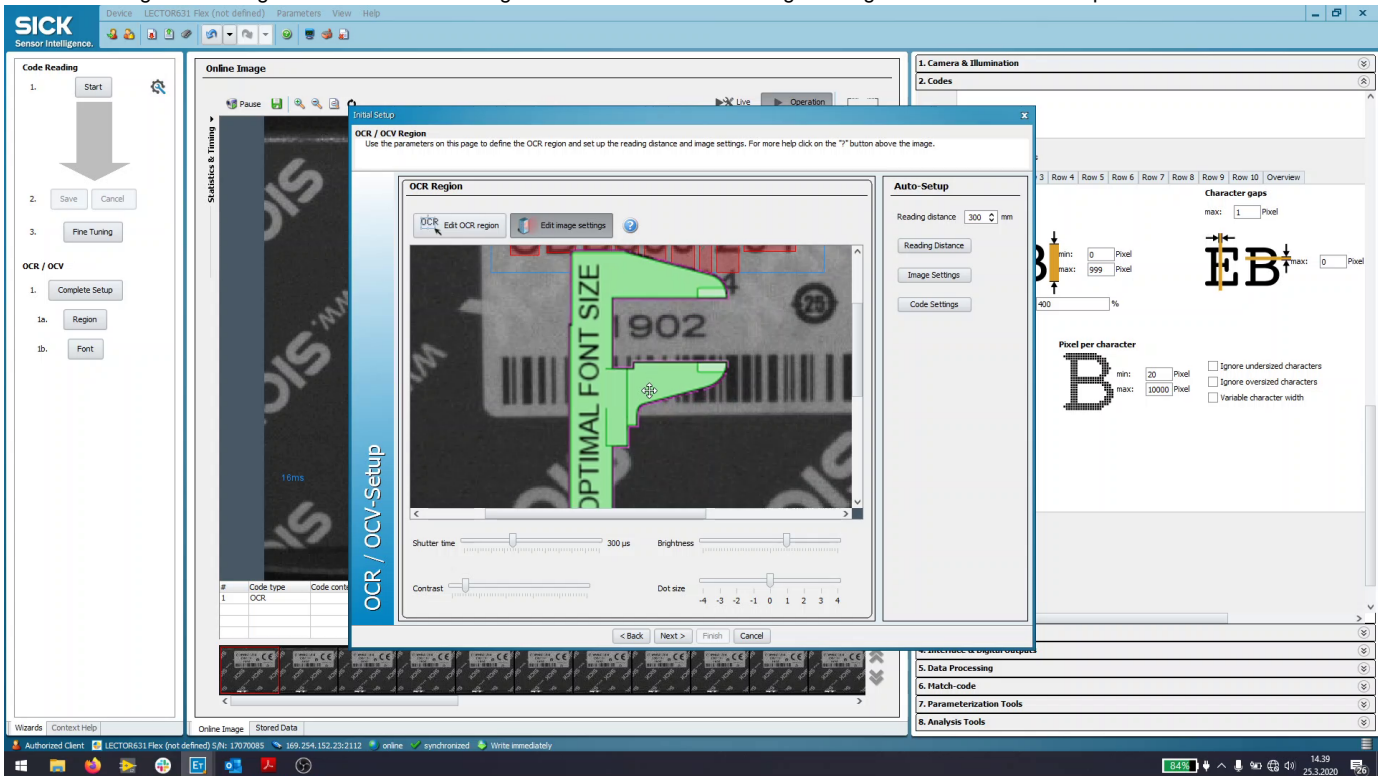 SICK
Sensor Intelligence.
Device LECTOR631 Flex (not defined) Parameters View Help
Code Reading
1. Start
2. Save Cancel
3. Fine Tuning
OCR / OCV
1. Complete Setup
1a. Region
1b. Font
Wizards Context Help
Online Image
Pause
Live Operation
Statistics & Timing
16ms
# Code type
1 OCR
Online Image Stored Data
Initial Setup
OCR / OCV Region
Use the parameters on this page to define the OCR region and set up the reading distance and image settings. For more help click on the "?" button above the image.
OCR / OCV-Setup
OCR Region
OCR Edit OCR region Edit image settings
OPTIMAL FONT SIZE
1902
25
Shutter time 300 µs Brightness
Contrast Dot size
-4 -3 -2 -1 0 1 2 3 4
Auto-Setup
Reading distance 300 mm
Reading Distance
Image Settings
Code Settings
< Back Next > Finish Cancel
1. Camera & Illumination
2. Codes
3 Row 4 Row 5 Row 6 Row 7 Row 8 Row 9 Row 10 Overview
Character gaps
max: 1 Pixel
min: 0 Pixel
max: 999 Pixel
EB
max: 0 Pixel
400 %
Pixel per character
B
min: 20 Pixel
max: 10000 Pixel
Ignore undersized characters
Ignore oversized characters
Variable character width
5. Data Processing
6. Match-code
7. Parameterization Tools
8. Analysis Tools
Authorized Client LECTOR631 Flex (not defined) S/N: 17070085 169.254.152.23:2112 online synchronized Write immediately
84%
14.39
25.3.2020
26